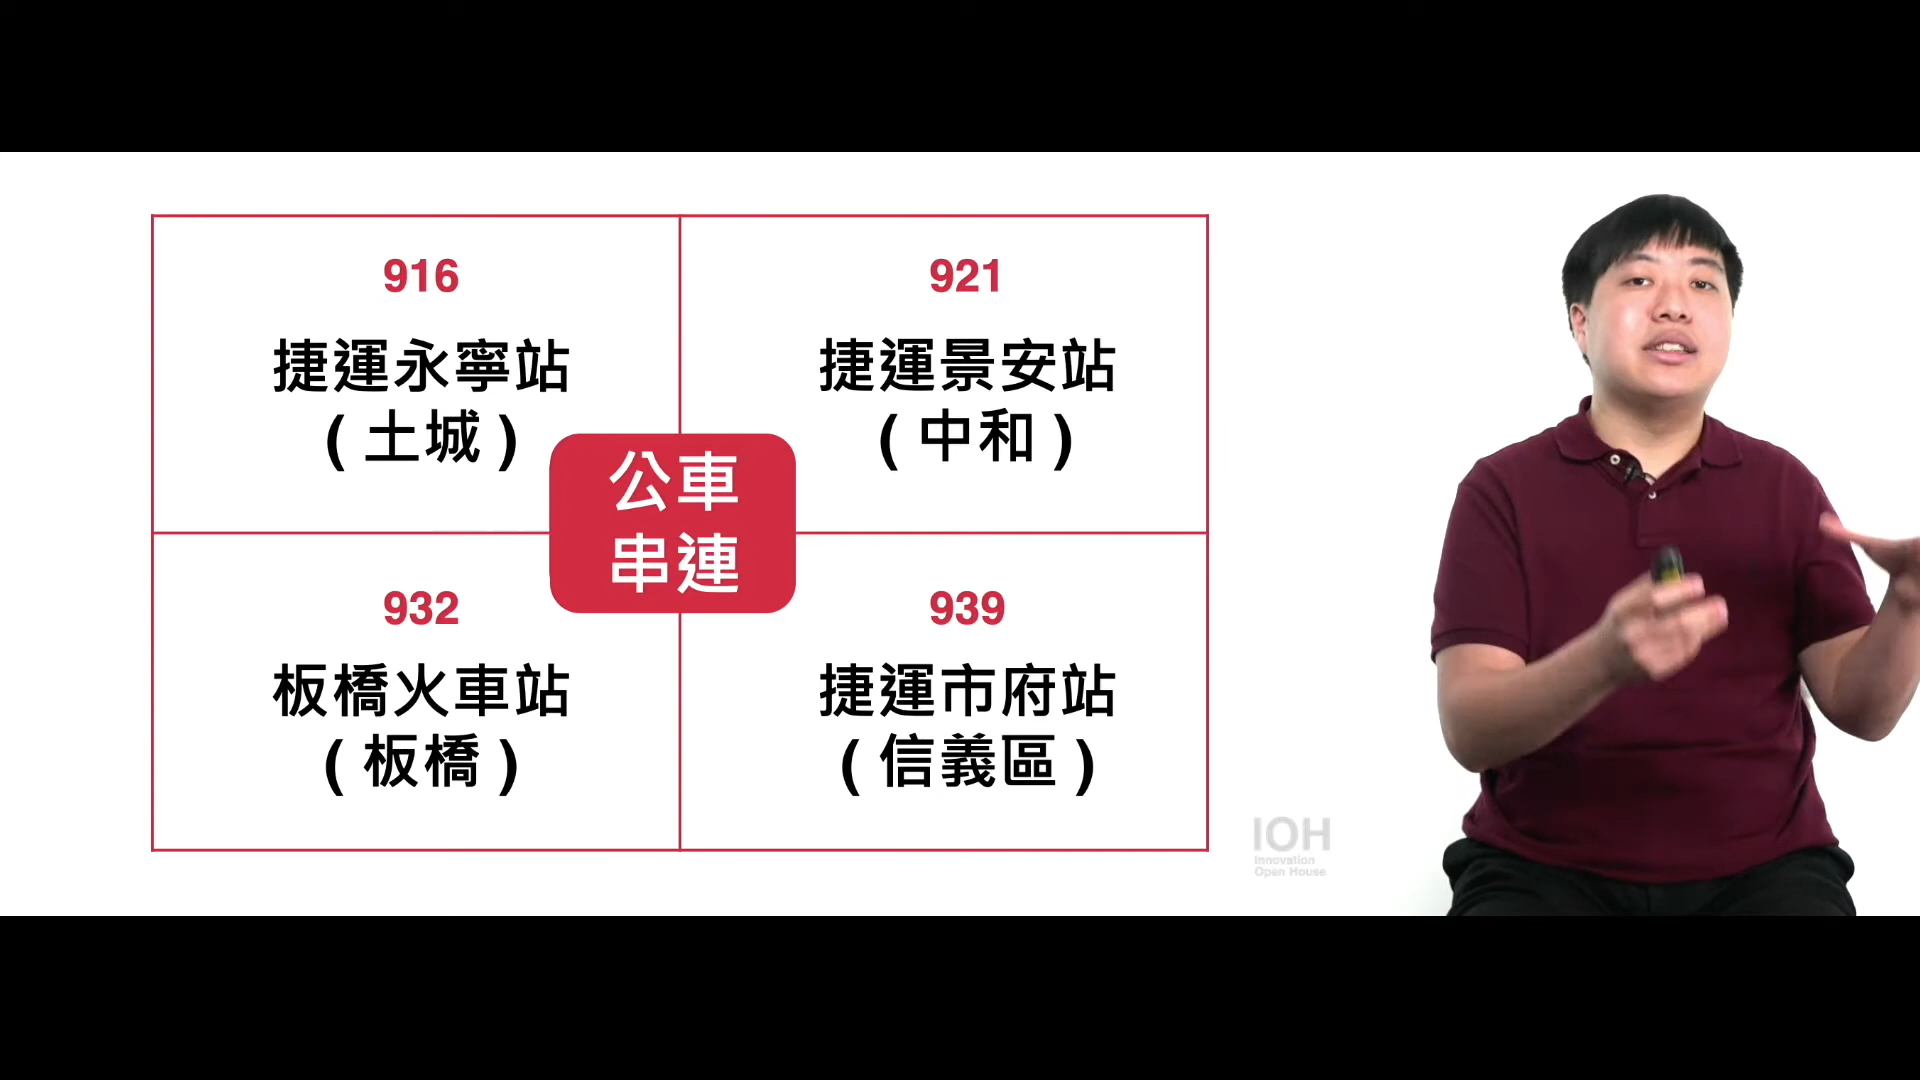 916
捷運永寧站
(土城)
921
捷運景安站
(中和)
公車
串連
932
板橋火車站
(板橋)
939
捷運市府站
(信義區)
IOH
Innovation
Open House